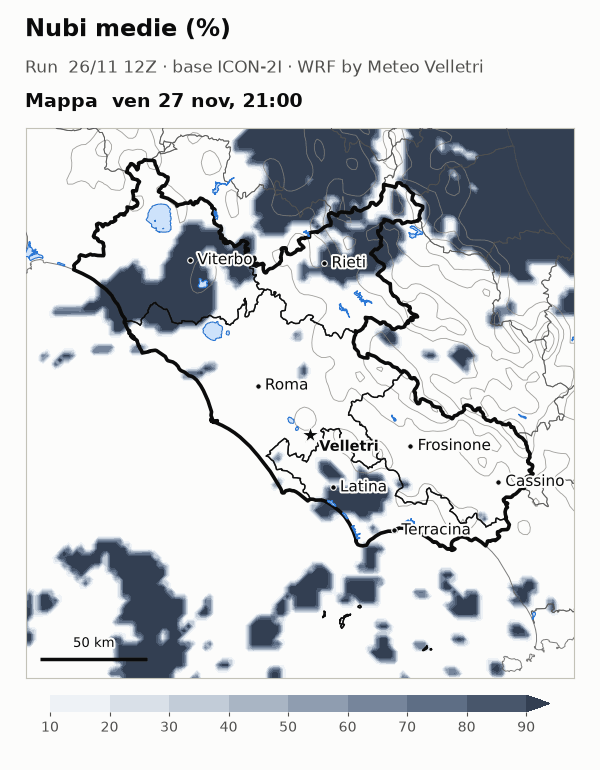 Nubi medie (%)
Run  26/11 12Z · base ICON-2I · WRF by Meteo Velletri
Mappa  ven 27 nov, 21:00
Viterbo
Rieti
Roma
Velletri
Frosinone
Latina
Cassino
Terracina
50 km
10 20 30 40 50 60 70 80 90